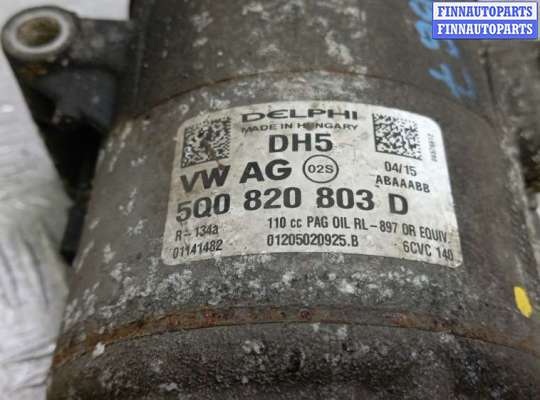 FINNAUTOPARTS
FINNAUTOPARTS
DELPHI
MADE IN HUNGARY
DH5
VW AG 02S 04/15
ABAAABB
5Q0 820 803 D
R-134a 110 cc PAG OIL RL-897 OR EQUIV.
01141482 01205020925.B 6CVC 140